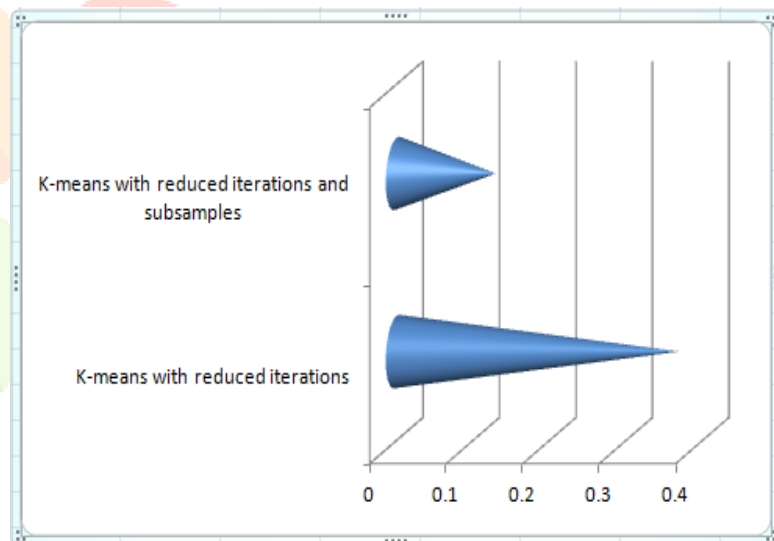 K-means with reduced iterations and
subsamples
K-means with reduced iterations
0 0.1 0.2 0.3 0.4